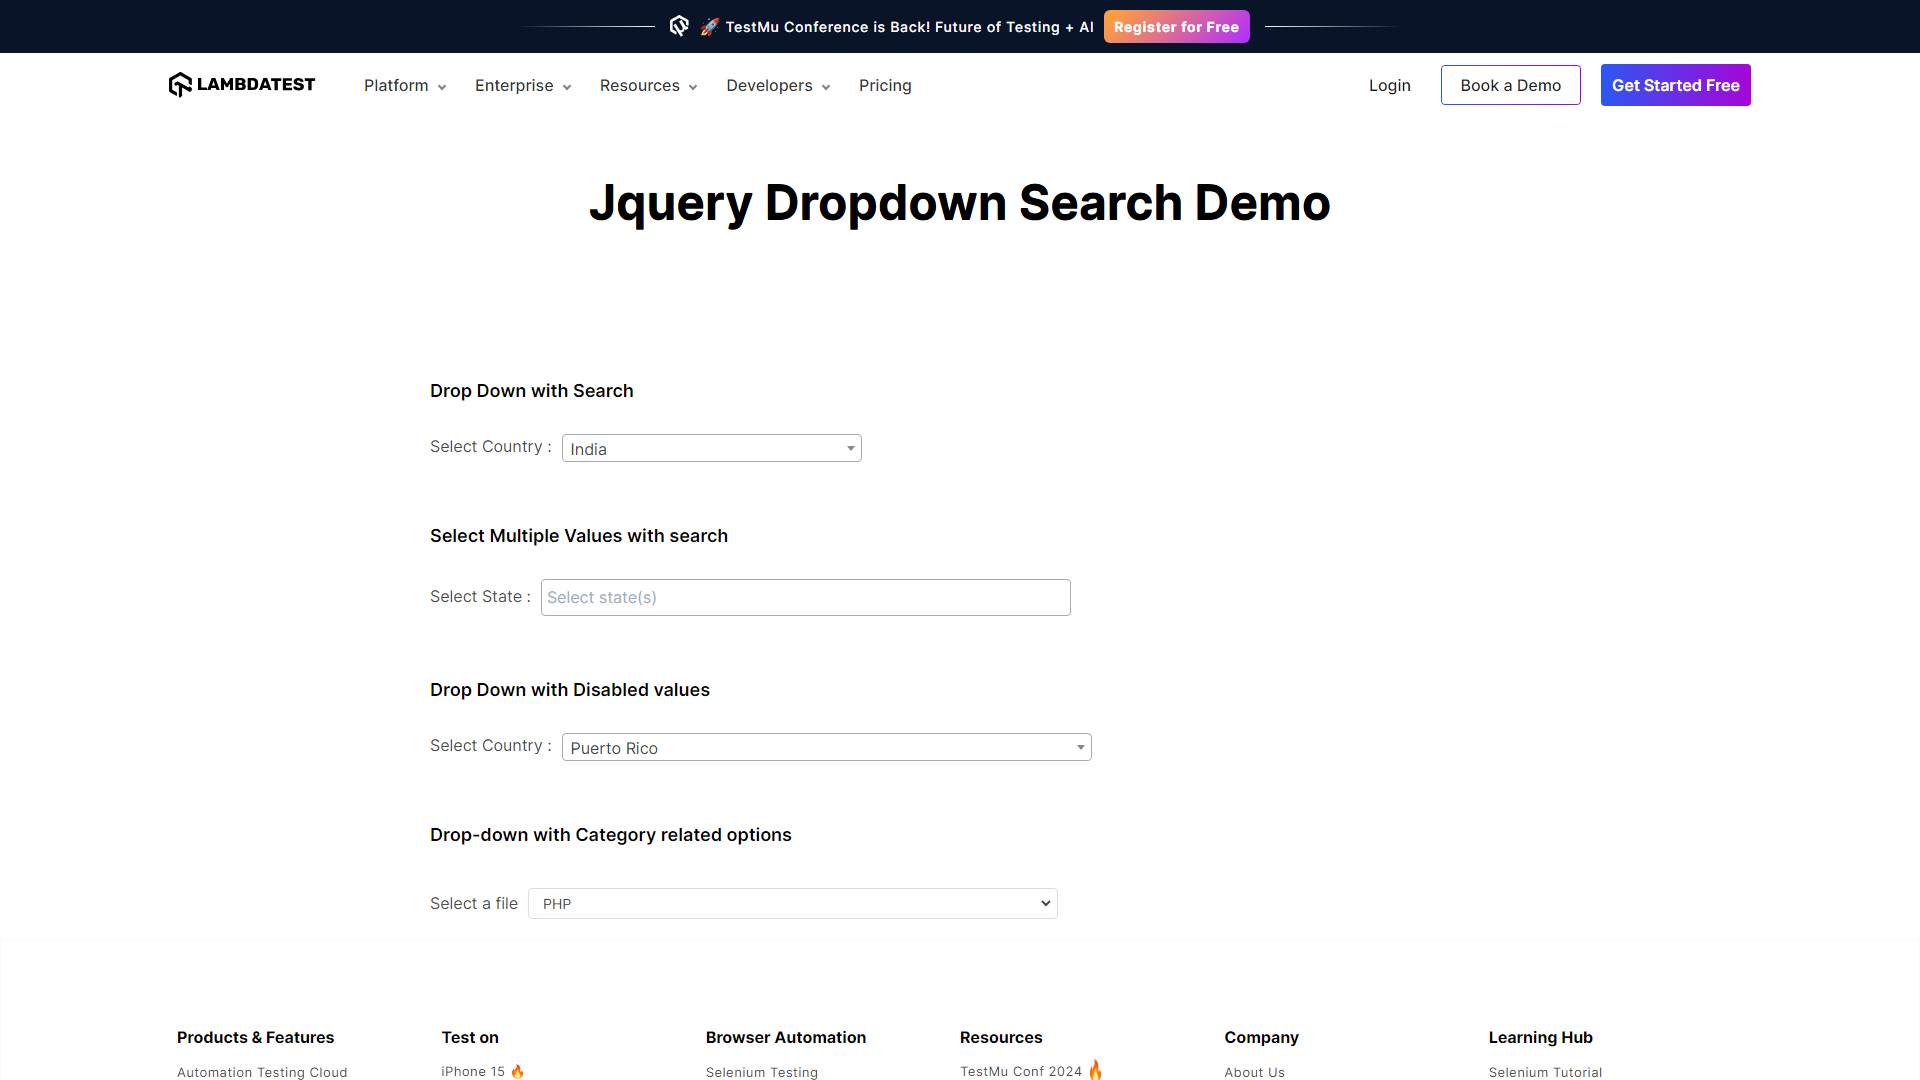 🚀 TestMu Conference is Back! Future of Testing + AI Register for Free
LAMBDATEST Platform Enterprise Resources Developers Pricing Login Book a Demo Get Started Free
Jquery Dropdown Search Demo
Drop Down with Search
Select Country : India
Select Multiple Values with search
Select State : Select state(s)
Drop Down with Disabled values
Select Country : Puerto Rico
Drop-down with Category related options
Select a file PHP
Products & Features Test on Browser Automation Resources Company Learning Hub
Automation Testing Cloud iPhone 15 🔥 Selenium Testing TestMu Conf 2024 🔥 About Us Selenium Tutorial